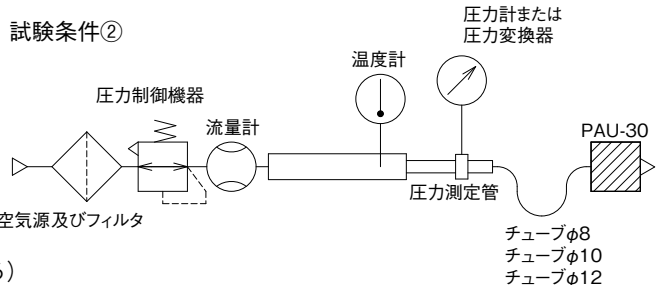 試験条件②
圧力計または
圧力変換器
温度計
圧力制御機器
流量計
PAU-30
圧力測定管
空気源及びフィルタ
チューブφ8
チューブφ10
チューブφ12